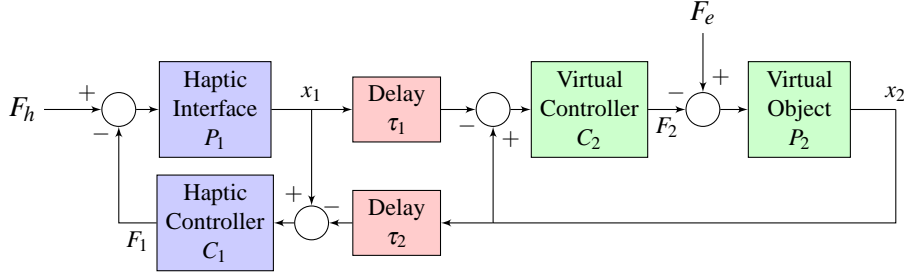 F_e
F_h
+
−
Haptic
Interface
P_1
x_1
Delay
τ_1
−
+
Virtual
Controller
C_2
−
F_2
+
Virtual
Object
P_2
x_2
F_1
Haptic
Controller
C_1
+
−
Delay
τ_2